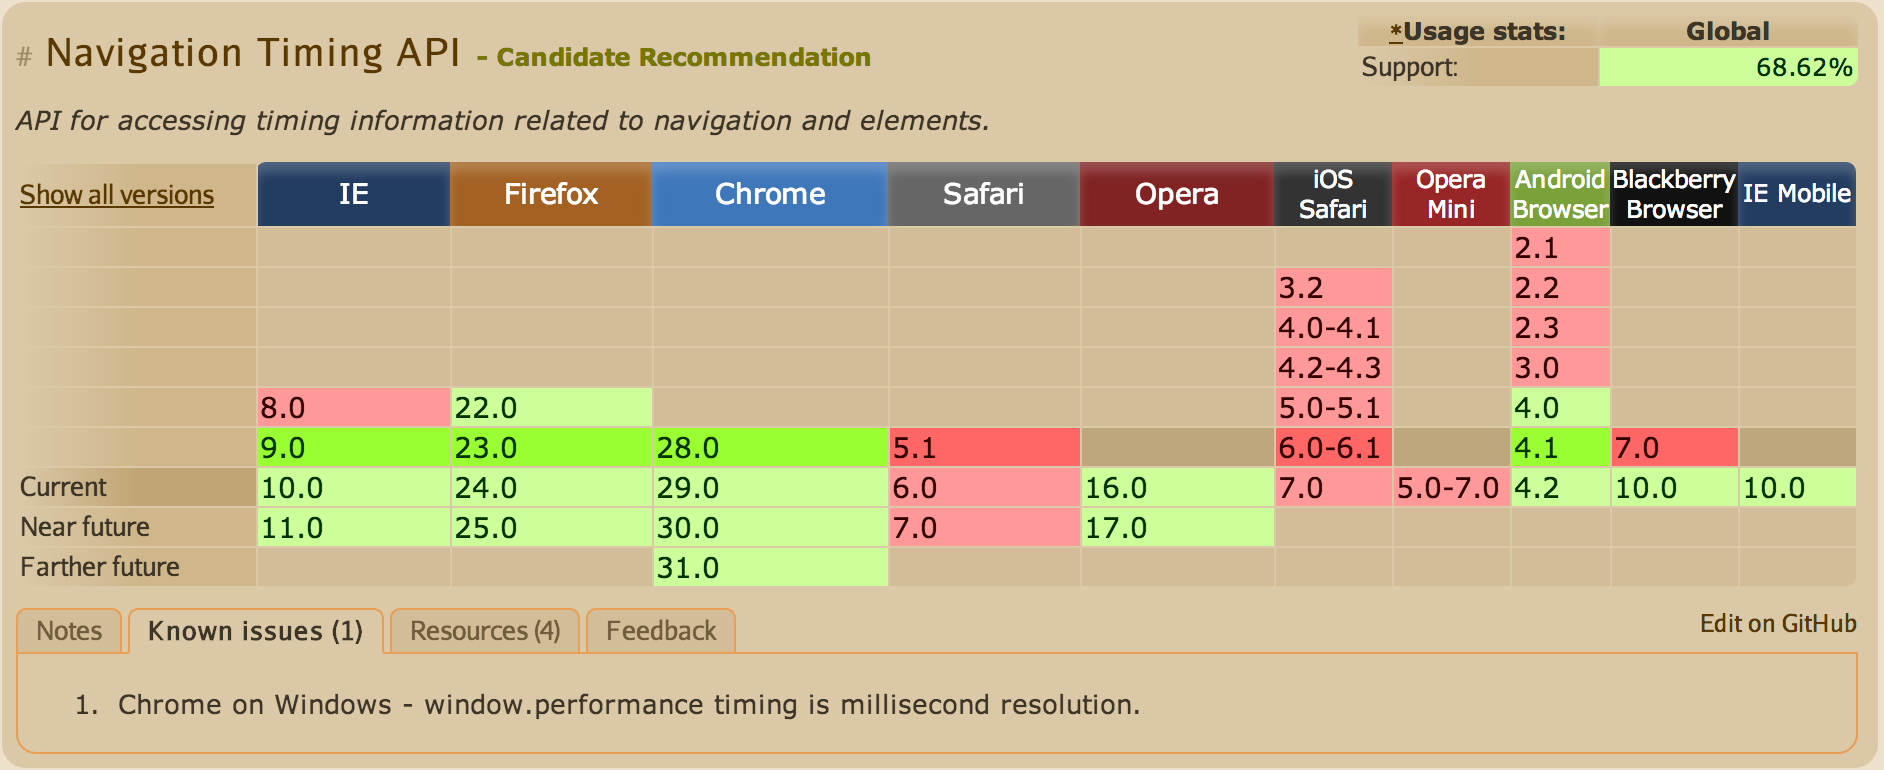 # Navigation Timing API - Candidate Recommendation
*Usage stats: Global
Support: 68.62%
API for accessing timing information related to navigation and elements.
Show all versions IE Firefox Chrome Safari Opera iOS Safari Opera Mini Android Browser Blackberry Browser IE Mobile
2.1
3.2 2.2
4.0-4.1 2.3
4.2-4.3 3.0
8.0 22.0 5.0-5.1 4.0
9.0 23.0 28.0 5.1 6.0-6.1 4.1 7.0
Current 10.0 24.0 29.0 6.0 16.0 7.0 5.0-7.0 4.2 10.0 10.0
Near future 11.0 25.0 30.0 7.0 17.0
Farther future 31.0
Notes Known issues (1) Resources (4) Feedback Edit on GitHub
1. Chrome on Windows - window.performance timing is millisecond resolution.